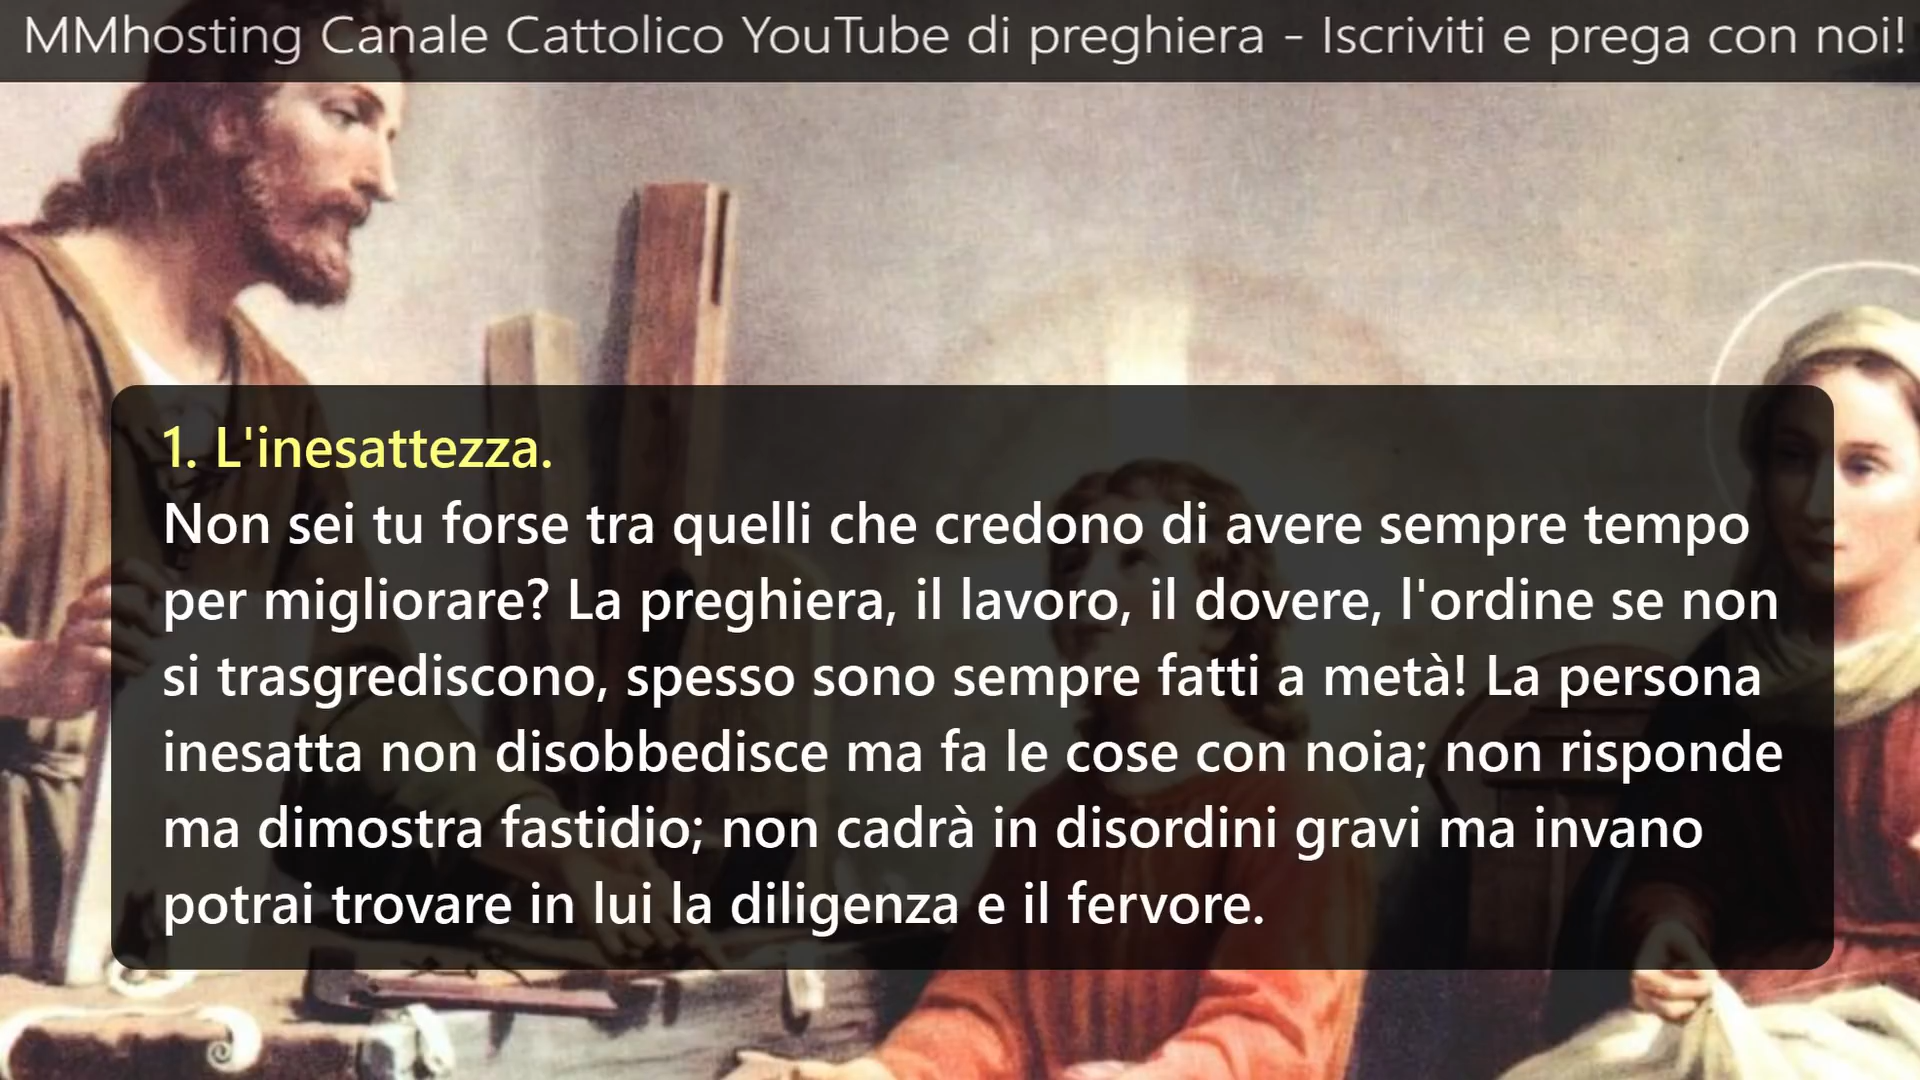 MMhosting Canale Cattolico YouTube di preghiera - Iscriviti e prega con noi!
1. L'inesattezza.
Non sei tu forse tra quelli che credono di avere sempre tempo
per migliorare? La preghiera, il lavoro, il dovere, l'ordine se non
si trasgrediscono, spesso sono sempre fatti a metà! La persona
inesatta non disobbedisce ma fa le cose con noia; non risponde
ma dimostra fastidio; non cadrà in disordini gravi ma invano
potrai trovare in lui la diligenza e il fervore.